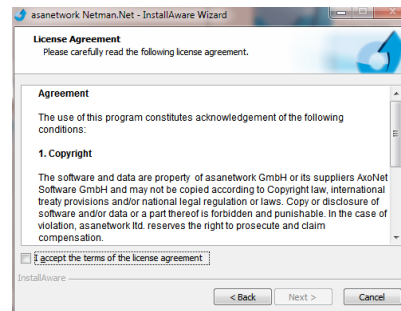 asanetwork Netman.Net - InstallAware Wizard
License Agreement
Please carefully read the following license agreement.
Agreement
The use of this program constitutes acknowledgement of the following
conditions:
1. Copyright
The software and data are property of asanetwork GmbH or its suppliers AxoNet
Software GmbH and may not be copied according to Copyright law, international
treaty provisions and/or national legal regulation or laws. Copy or disclosure of
software and/or data or a part thereof is forbidden and punishable. In the case of
violation, asanetwork ltd. reserves the right to prosecute and claim
compensation.
I accept the terms of the license agreement
InstallAware
< Back
Next >
Cancel